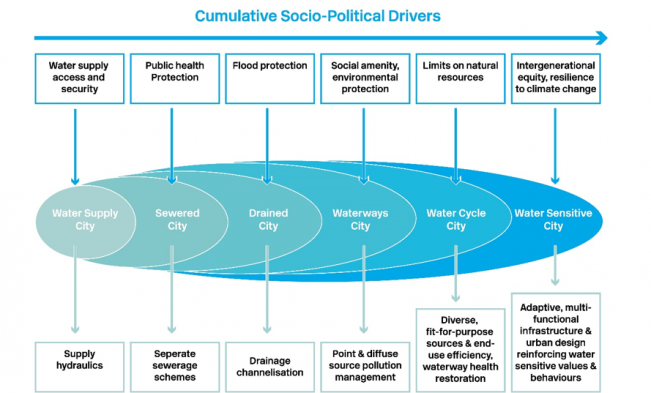 Cumulative Socio-Political Drivers
Water supply
access and
security
Public health
Protection
Flood protection
Social amenity,
environmental
protection
Limits on natural
resources
Intergenerational
equity, resilience
to climate change
Water Supply
City
Sewered
City
Drained
City
Waterways
City
Water Cycle
City
Water Sensitive
City
Supply
hydraulics
Seperate
sewerage
schemes
Drainage
channelisation
Point & diffuse
source pollution
management
Diverse,
fit-for-purpose
sources & end-
use efficiency,
waterway health
restoration
Adaptive, multi-
functional
infrastructure &
urban design
reinforcing water
sensitive values &
behaviours